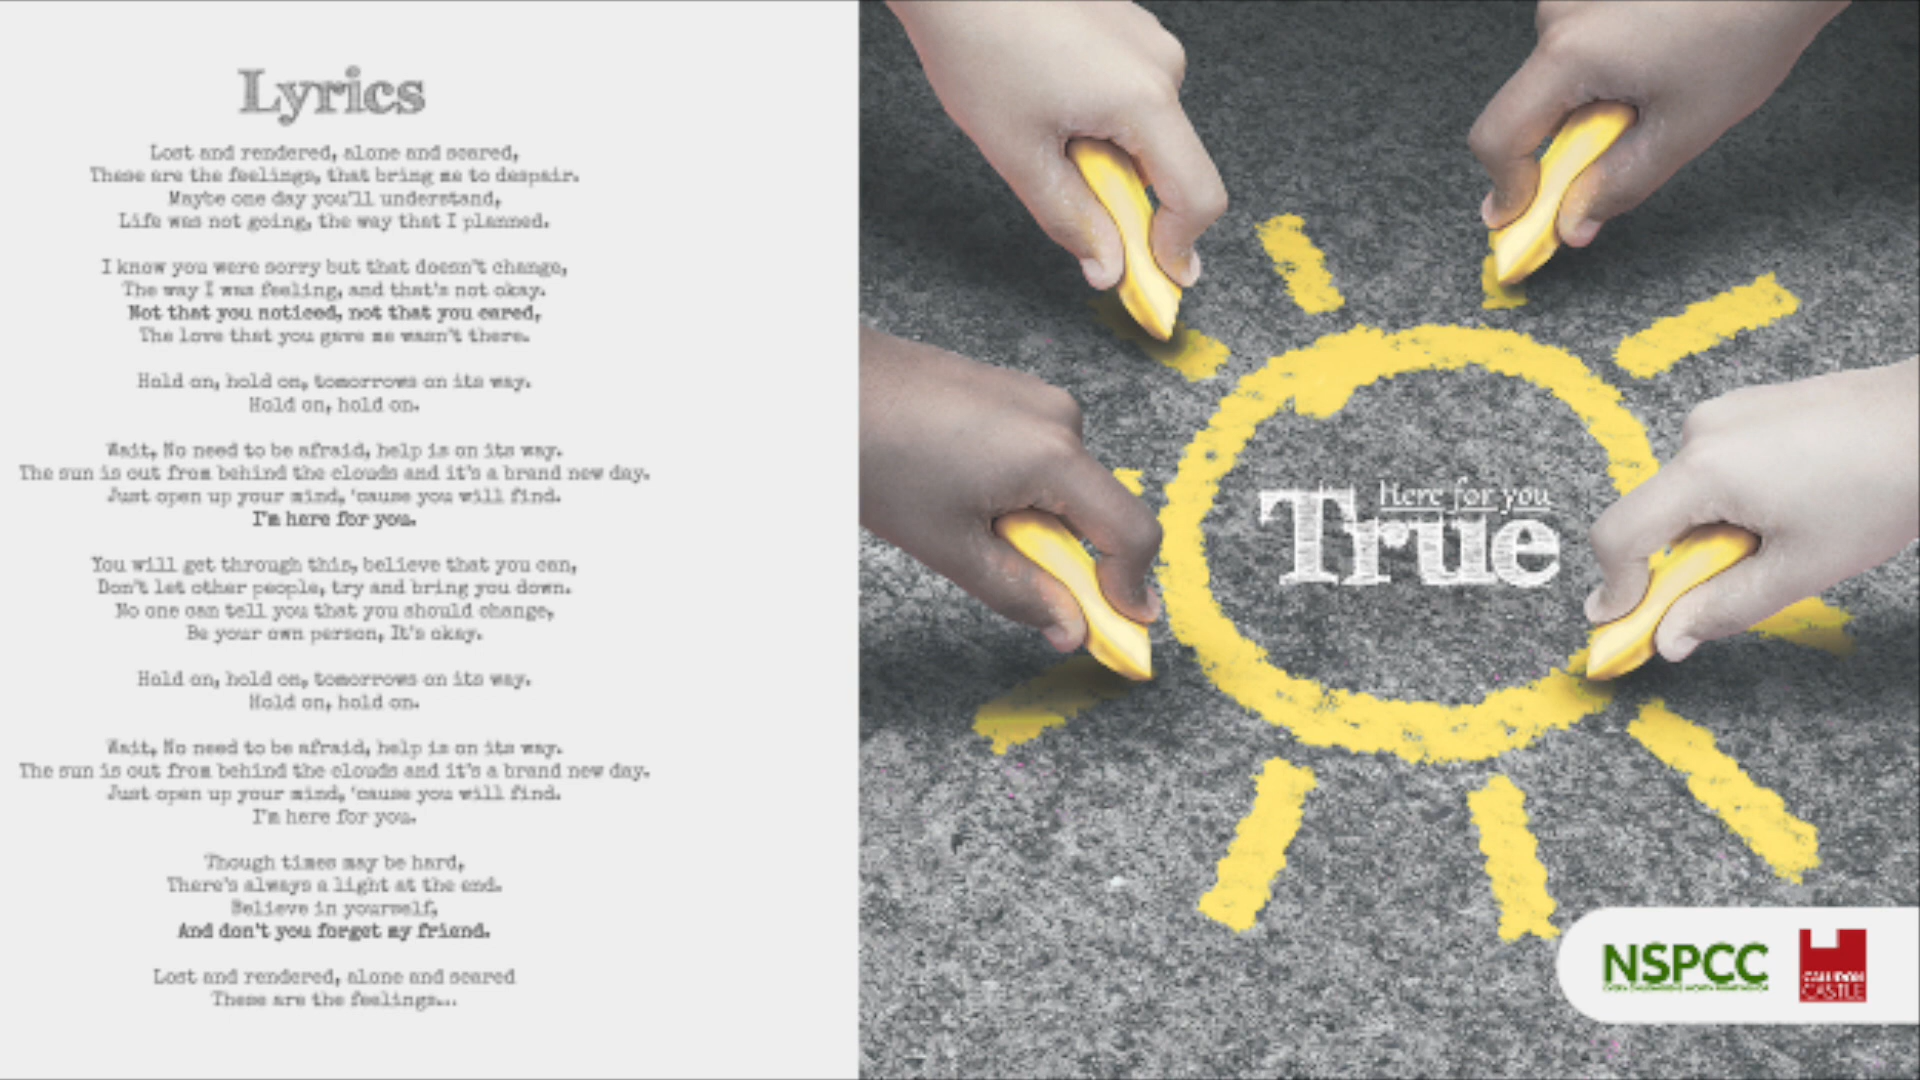 Lyrics
Lost and rendered, alone and scared,
These are the feelings, that bring me to despair.
Maybe one day you'll understand,
Life was not going, the way that I planned.
I know you were sorry but that doesn't change,
The way I was feeling, and that's not okay.
Not that you noticed, not that you cared,
The love that you gave me wasn't there.
Hold on, hold on, tomorrows on its way.
Hold on, hold on.
Wait, No need to be afraid, help is on its way.
The sun is out from behind the clouds and it's a brand new day.
Just open up your mind, 'cause you will find.
I'm here for you.
You will get through this, believe that you can,
Don't let other people, try and bring you down.
No one can tell you that you should change,
Be your own person, It's okay.
Hold on, hold on, tomorrows on its way.
Hold on, hold on.
Wait, No need to be afraid, help is on its way.
The sun is out from behind the clouds and it's a brand new day.
Just open up your mind, 'cause you will find.
I'm here for you.
Though times may be hard,
There's always a light at the end.
Believe in yourself,
And don't you forget my friend.
Lost and rendered, alone and scared
These are the feelings...
Here for you
True
NSPCC
CALUDON
CASTLE